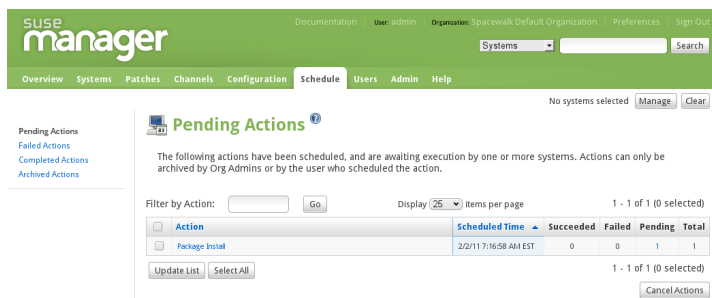 SUSE
manager
Documentation | User: admin | Organization: Spacewalk Default Organization | Preferences | Sign Out
Systems Search
Overview Systems Patches Channels Configuration Schedule Users Admin Help
No systems selected Manage Clear
Pending Actions
Failed Actions
Completed Actions
Archived Actions
31 Pending Actions ?
The following actions have been scheduled, and are awaiting execution by one or more systems. Actions can only be
archived by Org Admins or by the user who scheduled the action.
Filter by Action: Go Display 25 items per page 1 - 1 of 1 (0 selected)
Action Scheduled Time Succeeded Failed Pending Total
Package Install 2/2/11 7:16:58 AM EST 0 0 1 1
Update List Select All 1 - 1 of 1 (0 selected)
Cancel Actions